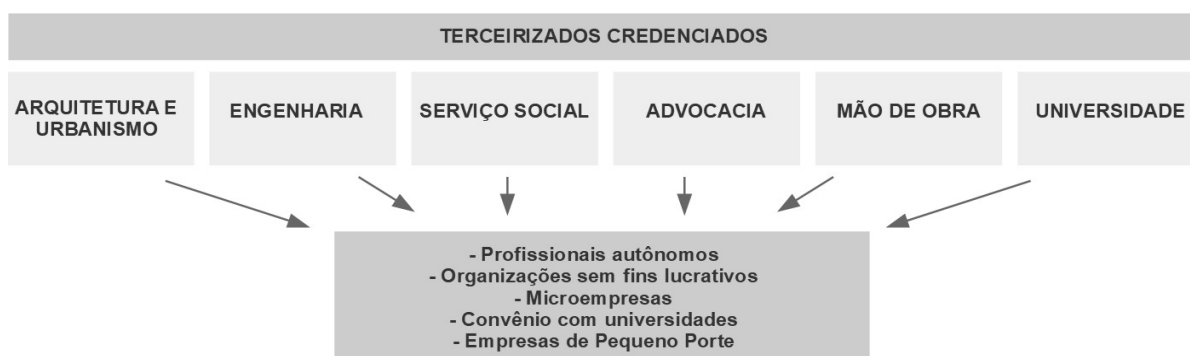 TERCEIRIZADOS CREDENCIADOS
ARQUITETURA E
URBANISMO
ENGENHARIA
SERVIÇO SOCIAL
ADVOCACIA
MÃO DE OBRA
UNIVERSIDADE
- Profissionais autônomos
- Organizações sem fins lucrativos
- Microempresas
- Convênio com universidades
- Empresas de Pequeno Porte